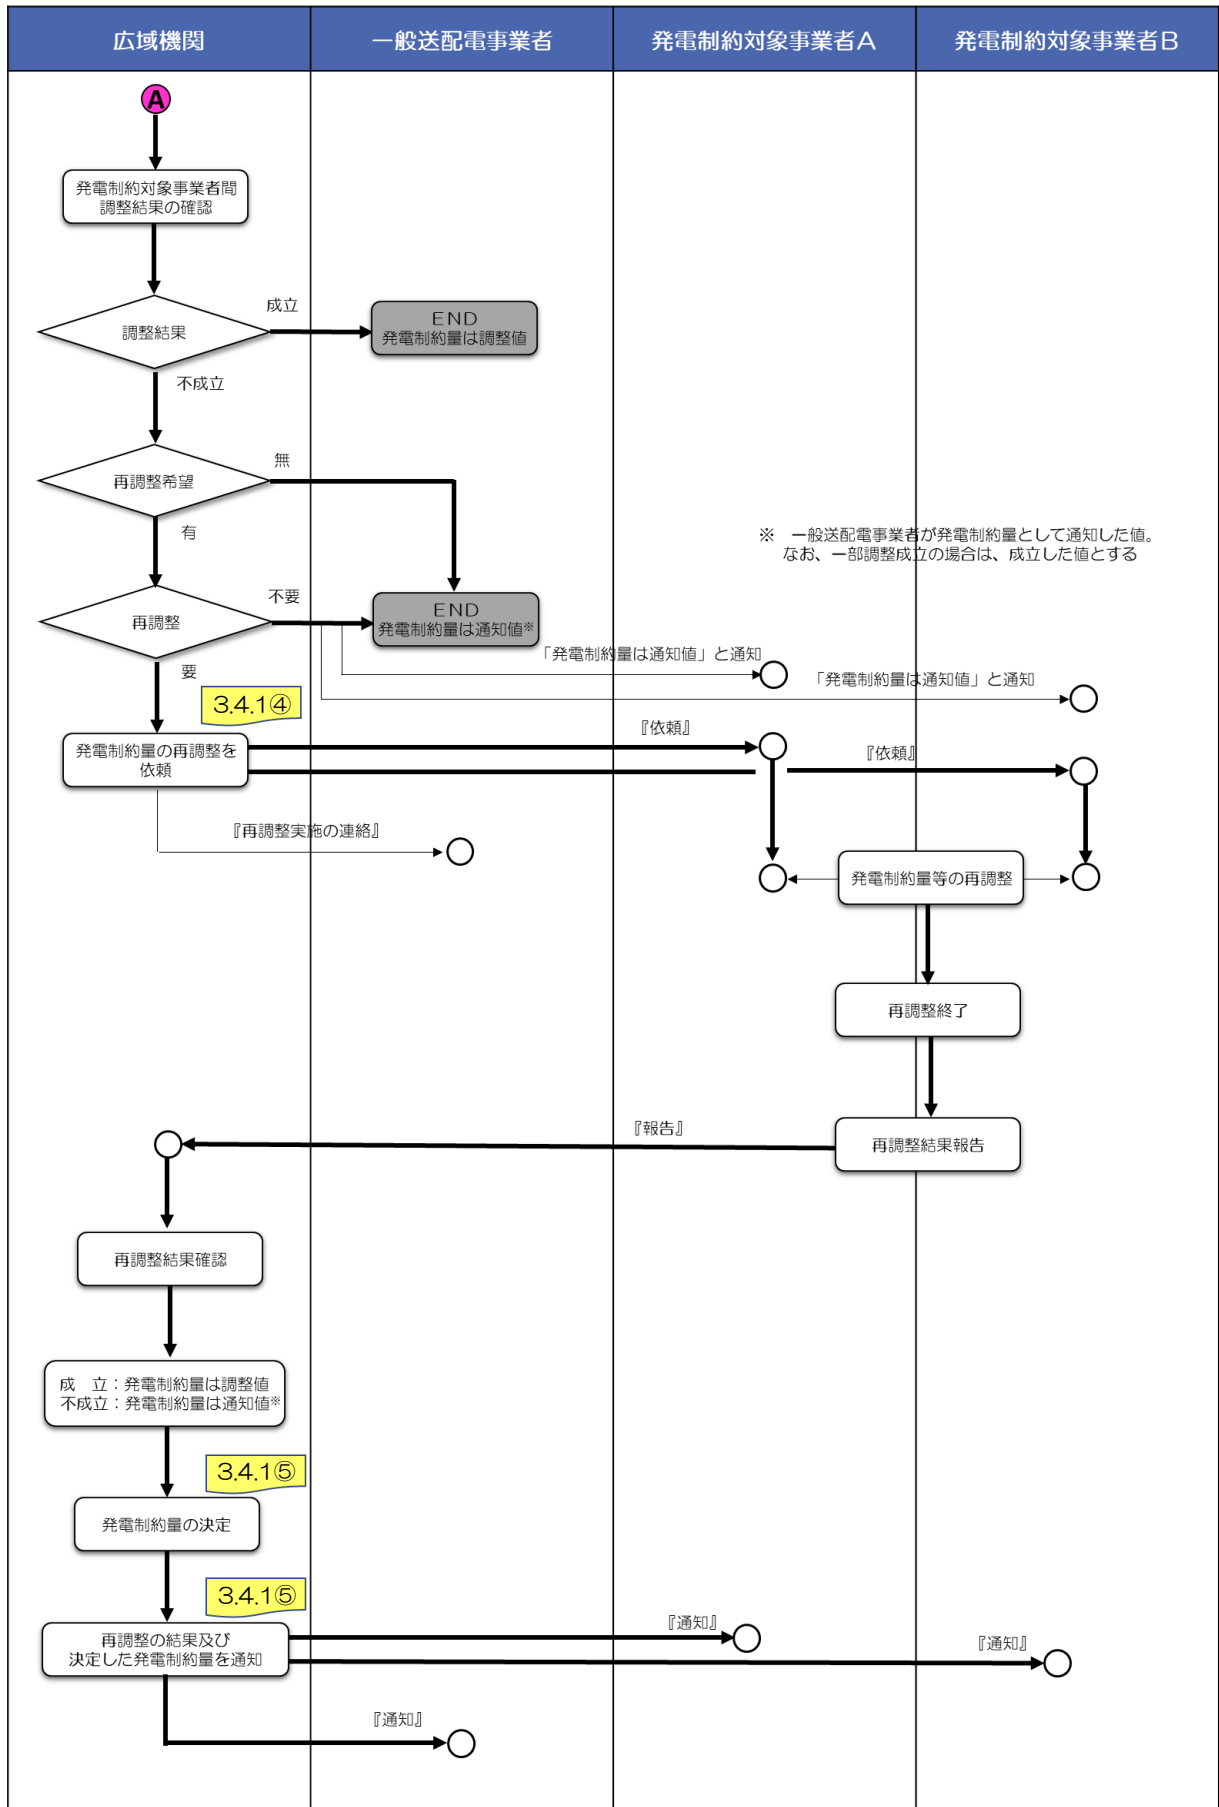 広域機関
一般送配電事業者
発電制約対象事業者A
発電制約対象事業者B
A
発電制約対象事業者間
調整結果の確認
調整結果
成立
END
発電制約量は調整値
不成立
再調整希望
無
有
※ 一般送配電事業者が発電制約量として通知した値。
なお、一部調整成立の場合は、成立した値とする
再調整
不要
END
発電制約量は通知値※
「発電制約量は通知値」と通知
「発電制約量は通知値」と通知
要
3.4.1④
発電制約量の再調整を
依頼
『依頼』
『依頼』
『再調整実施の連絡』
発電制約量等の再調整
再調整終了
『報告』
再調整結果報告
再調整結果確認
成 立：発電制約量は調整値
不成立：発電制約量は通知値※
3.4.1⑤
発電制約量の決定
3.4.1⑤
再調整の結果及び
決定した発電制約量を通知
『通知』
『通知』
『通知』